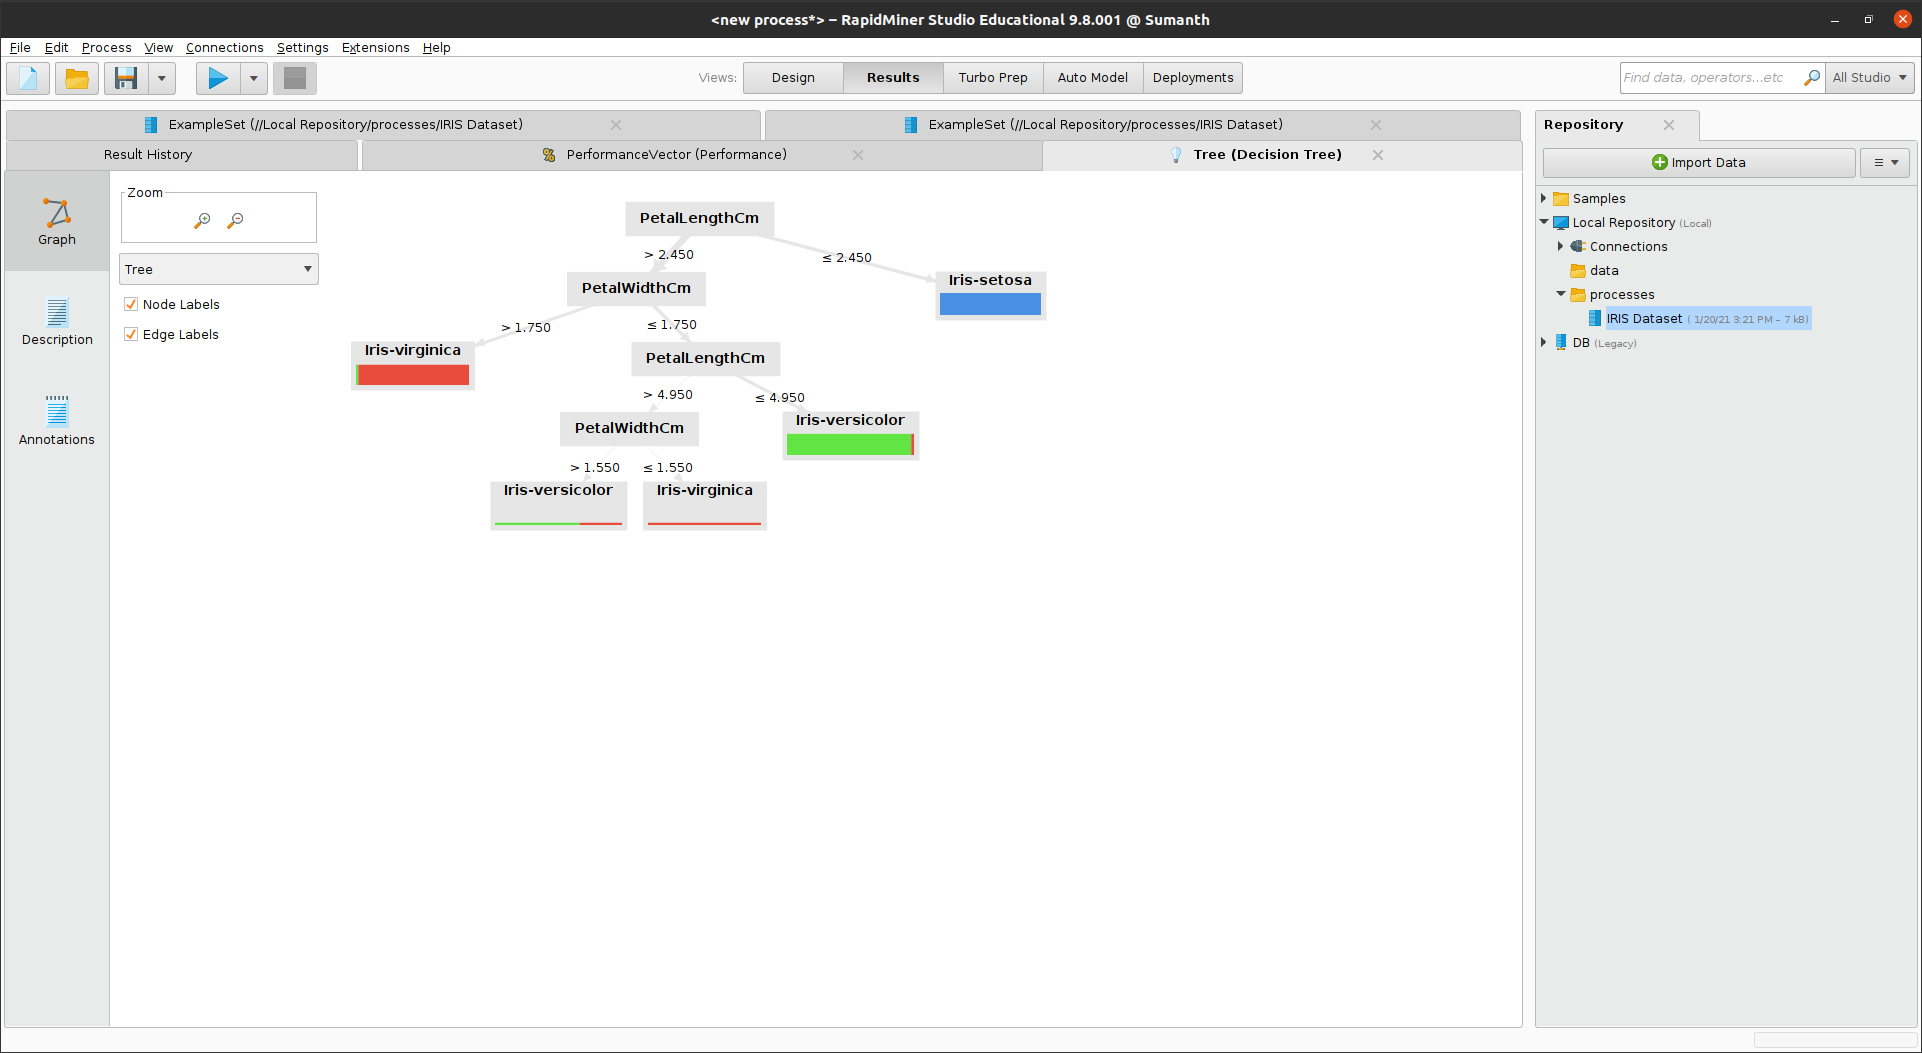 <new process*> – RapidMiner Studio Educational 9.8.001 @ Sumanth
File Edit Process View Connections Settings Extensions Help
Views: Design Results Turbo Prep Auto Model Deployments
Find data, operators...etc All Studio
ExampleSet (//Local Repository/processes/IRIS Dataset) ExampleSet (//Local Repository/processes/IRIS Dataset)
Result History PerformanceVector (Performance) Tree (Decision Tree)
Graph
Description
Annotations
Zoom
Tree
Node Labels
Edge Labels
PetalLengthCm
> 2.450 ≤ 2.450
PetalWidthCm Iris-setosa
> 1.750 ≤ 1.750
Iris-virginica PetalLengthCm
> 4.950 ≤ 4.950
PetalWidthCm Iris-versicolor
> 1.550 ≤ 1.550
Iris-versicolor Iris-virginica
Repository
Import Data
Samples
Local Repository (Local)
Connections
data
processes
IRIS Dataset ( 1/20/21 3:21 PM – 7 kB)
DB (Legacy)